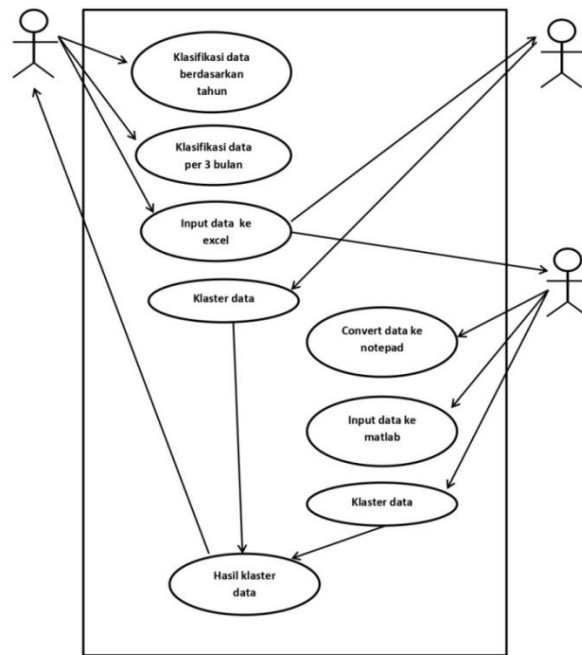 Klasifikasi data
berdasarkan
tahun
Klasifikasi data
per 3 bulan
Input data ke
excel
Klaster data
Convert data ke
notepad
Input data ke
matlab
Klaster data
Hasil klaster
data